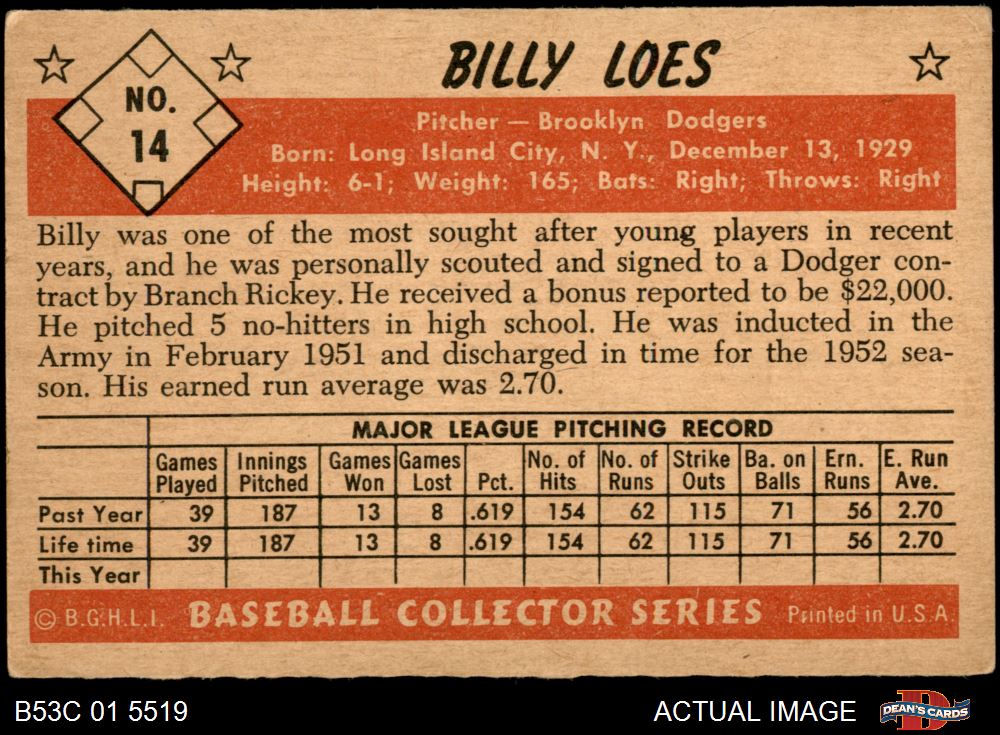 NO.
14
BILLY LOES
Pitcher — Brooklyn Dodgers
Born: Long Island City, N. Y., December 13, 1929
Height: 6-1; Weight: 165; Bats: Right; Throws: Right
Billy was one of the most sought after young players in recent
years, and he was personally scouted and signed to a Dodger con-
tract by Branch Rickey. He received a bonus reported to be $22,000.
He pitched 5 no-hitters in high school. He was inducted in the
Army in February 1951 and discharged in time for the 1952 sea-
son. His earned run average was 2.70.
MAJOR LEAGUE PITCHING RECORD
Games Played Innings Pitched Games Won Games Lost Pct. No. of Hits No. of Runs Strike Outs Ba. on Balls Ern. Runs E. Run Ave.
Past Year 39 187 13 8 .619 154 62 115 71 56 2.70
Life time 39 187 13 8 .619 154 62 115 71 56 2.70
This Year
© B.G.H.L.I. BASEBALL COLLECTOR SERIES Printed in U.S.A.
B53C 01 5519 ACTUAL IMAGE DEAN'S CARDS